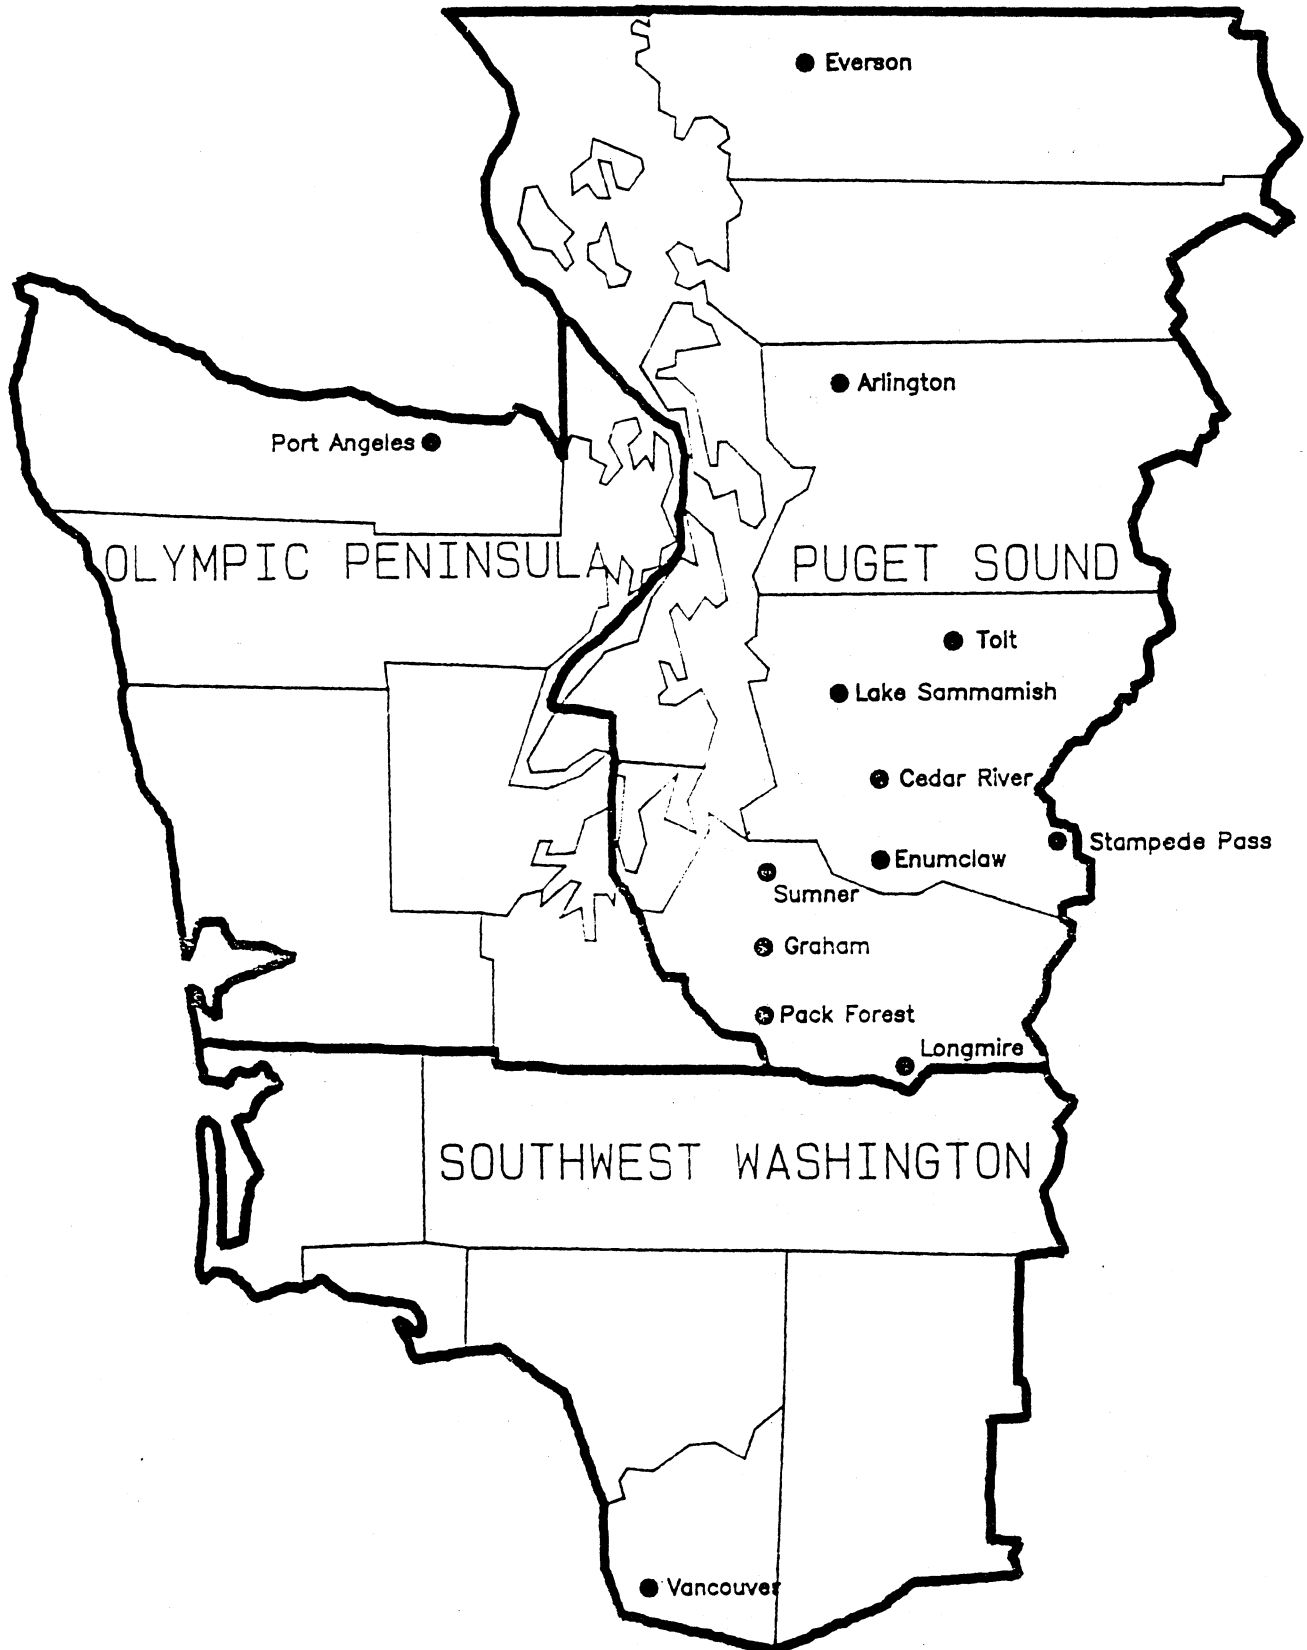 Everson
Arlington
Port Angeles
OLYMPIC PENINSULA
PUGET SOUND
Tolt
Lake Sammamish
Cedar River
Stampede Pass
Enumclaw
Sumner
Graham
Pack Forest
Longmire
SOUTHWEST WASHINGTON
Vancouver